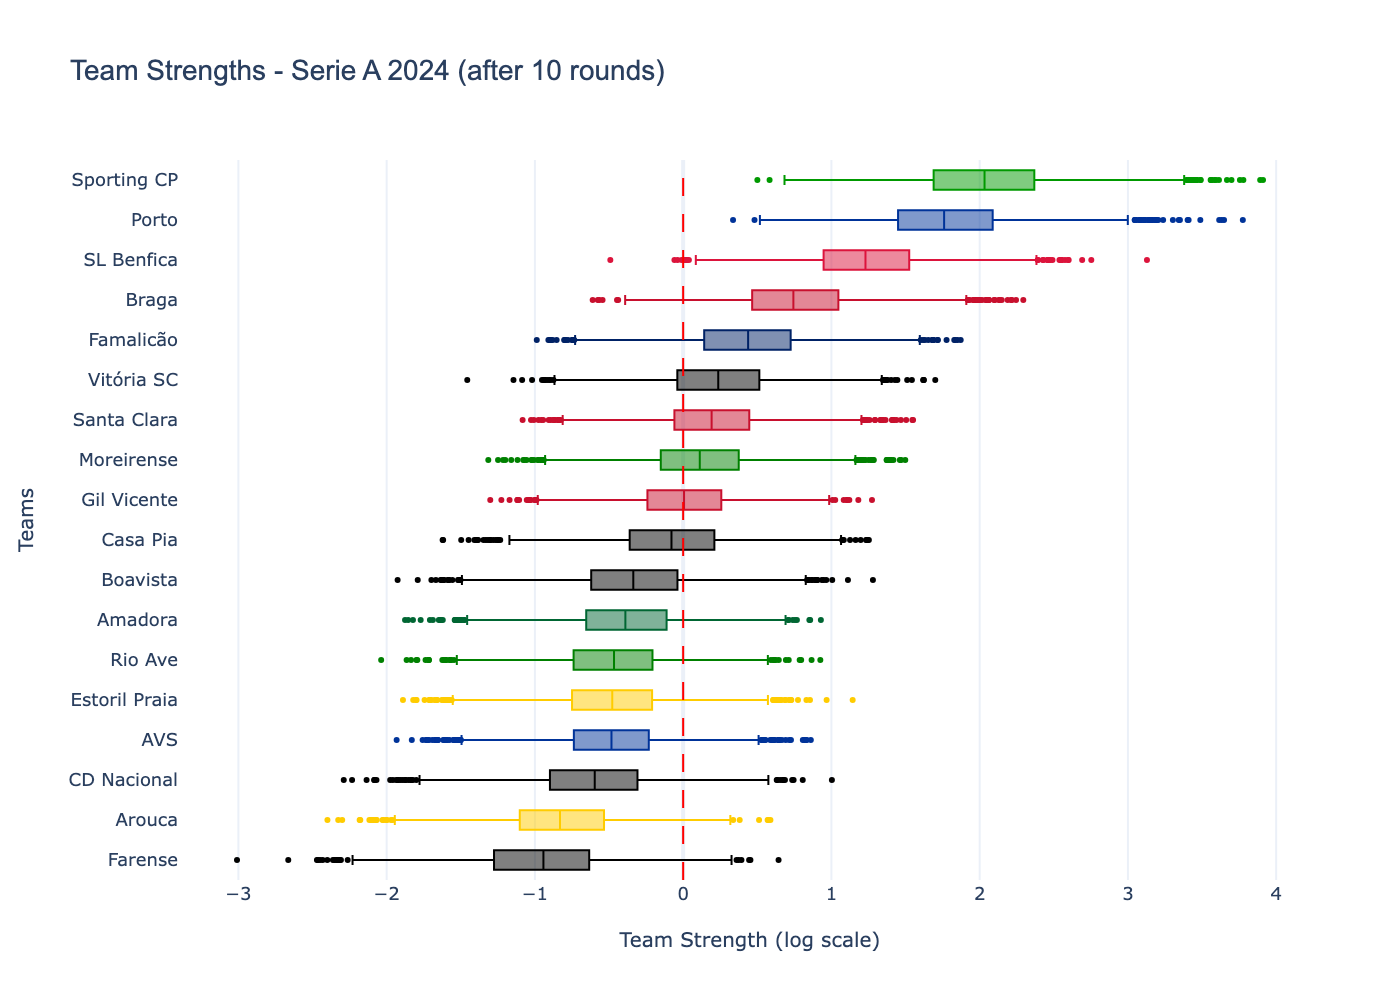 Team Strengths - Serie A 2024 (after 10 rounds)
Teams
Sporting CP
Porto
SL Benfica
Braga
Famalicão
Vitória SC
Santa Clara
Moreirense
Gil Vicente
Casa Pia
Boavista
Amadora
Rio Ave
Estoril Praia
AVS
CD Nacional
Arouca
Farense
−3 −2 −1 0 1 2 3 4
Team Strength (log scale)